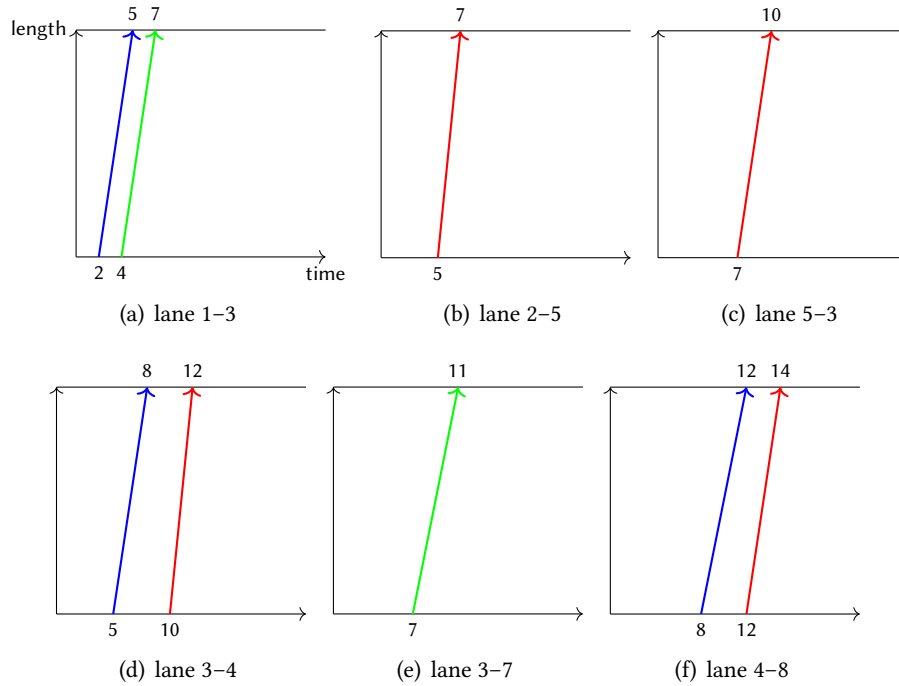 5 7
7
10
length
2 4
time
5
7
(a) lane 1–3
(b) lane 2–5
(c) lane 5–3
8 12
11
12 14
5 10
7
8 12
(d) lane 3–4
(e) lane 3–7
(f) lane 4–8